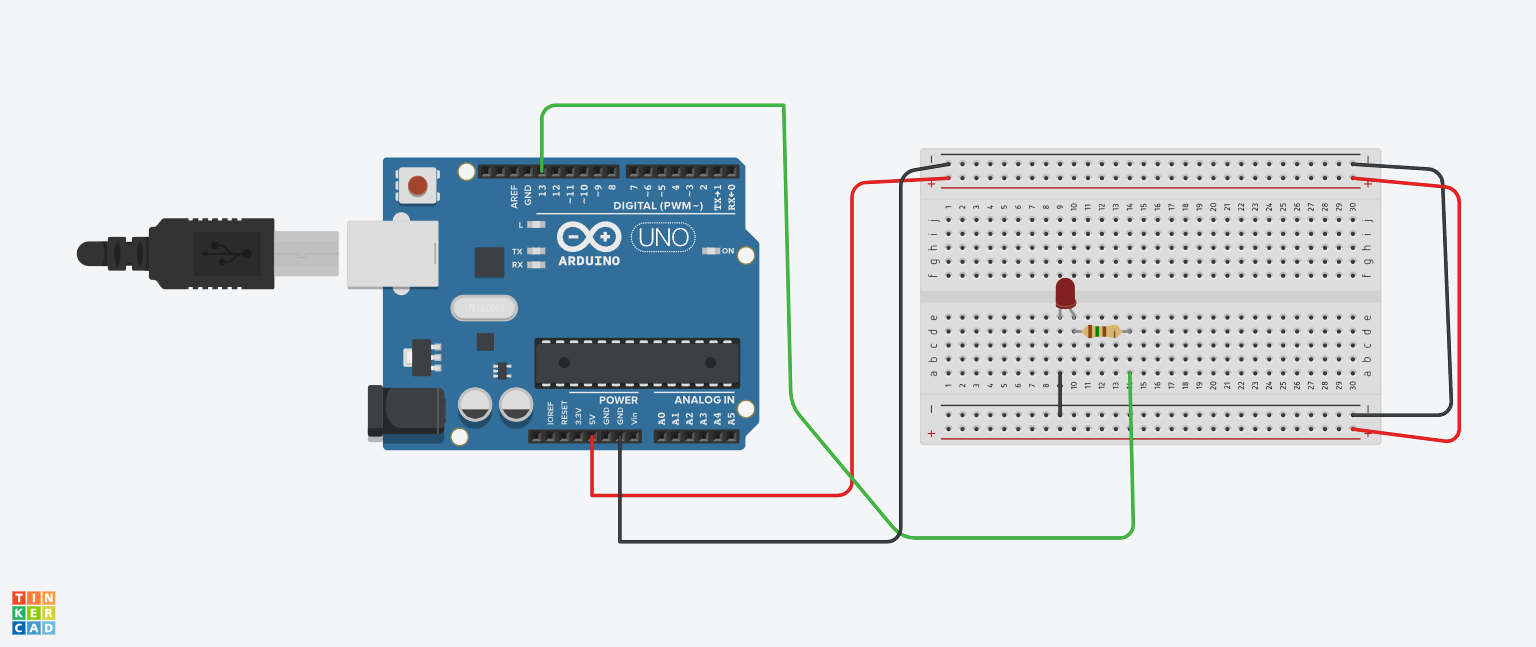 AREF
GND
13
12
~11
~10
~9
8
7
~6
~5
4
~3
2
TX→1
RX←0
DIGITAL (PWM~)
L
TX
RX
UNO
ON
ARDUINO
POWER
ANALOG IN
IOREF
RESET
3.3V
5V
GND
GND
Vin
A0
A1
A2
A3
A4
A5
− −
+ +
1 2 3 4 5 6 7 8 9 10 11 12 13 14 15 16 17 18 19 20 21 22 23 24 25 26 27 28 29 30
j j
i i
h h
g g
f f
e e
d d
c c
b b
a a
1 2 3 4 5 6 7 8 9 10 11 12 13 14 15 16 17 18 19 20 21 22 23 24 25 26 27 28 29 30
− −
+ +
TIN
KER
CAD